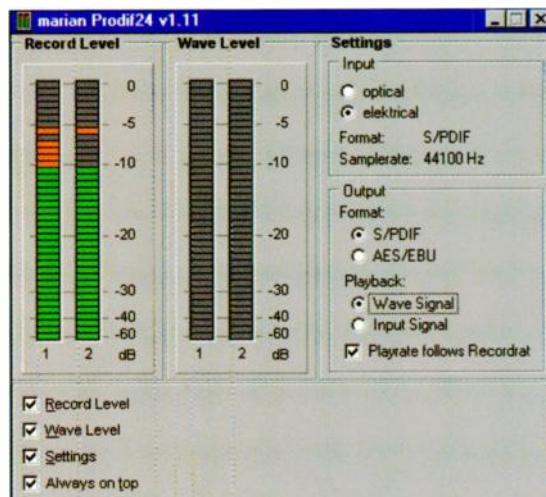 marian Prodif24 v1.11
Record Level
0
-5
-10
-20
-30
-40
-60
1 2 dB
Wave Level
0
-5
-10
-20
-30
-40
-60
1 2 dB
Settings
Input
optical
elektrical
Format: S/PDIF
Samplerate: 44100 Hz
Output
Format:
S/PDIF
AES/EBU
Playback:
Wave Signal
Input Signal
Playrate follows Recordrat
Record Level
Wave Level
Settings
Always on top